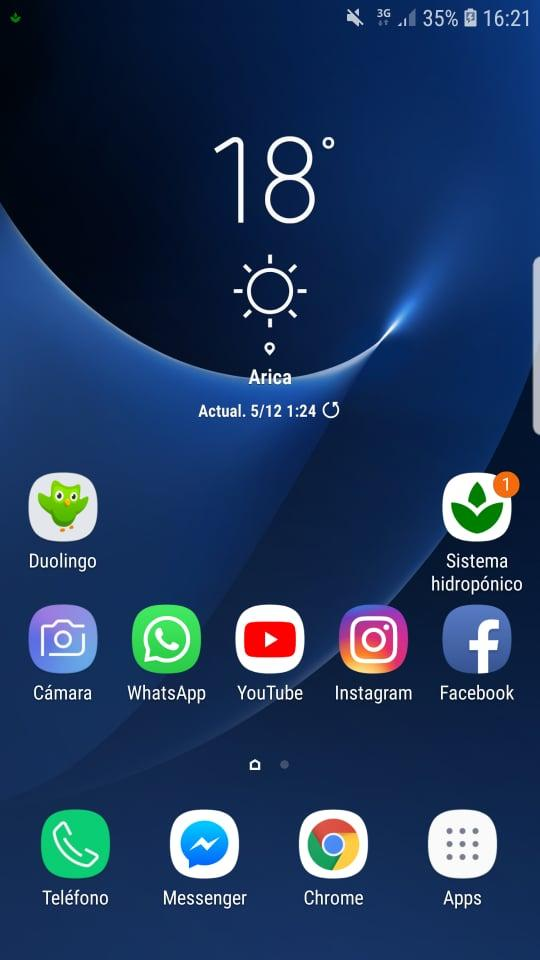 3G 35% 16:21
18°
Arica
Actual. 5/12 1:24
1
Duolingo
Sistema
hidropónico
Cámara WhatsApp YouTube Instagram Facebook
Teléfono Messenger Chrome Apps